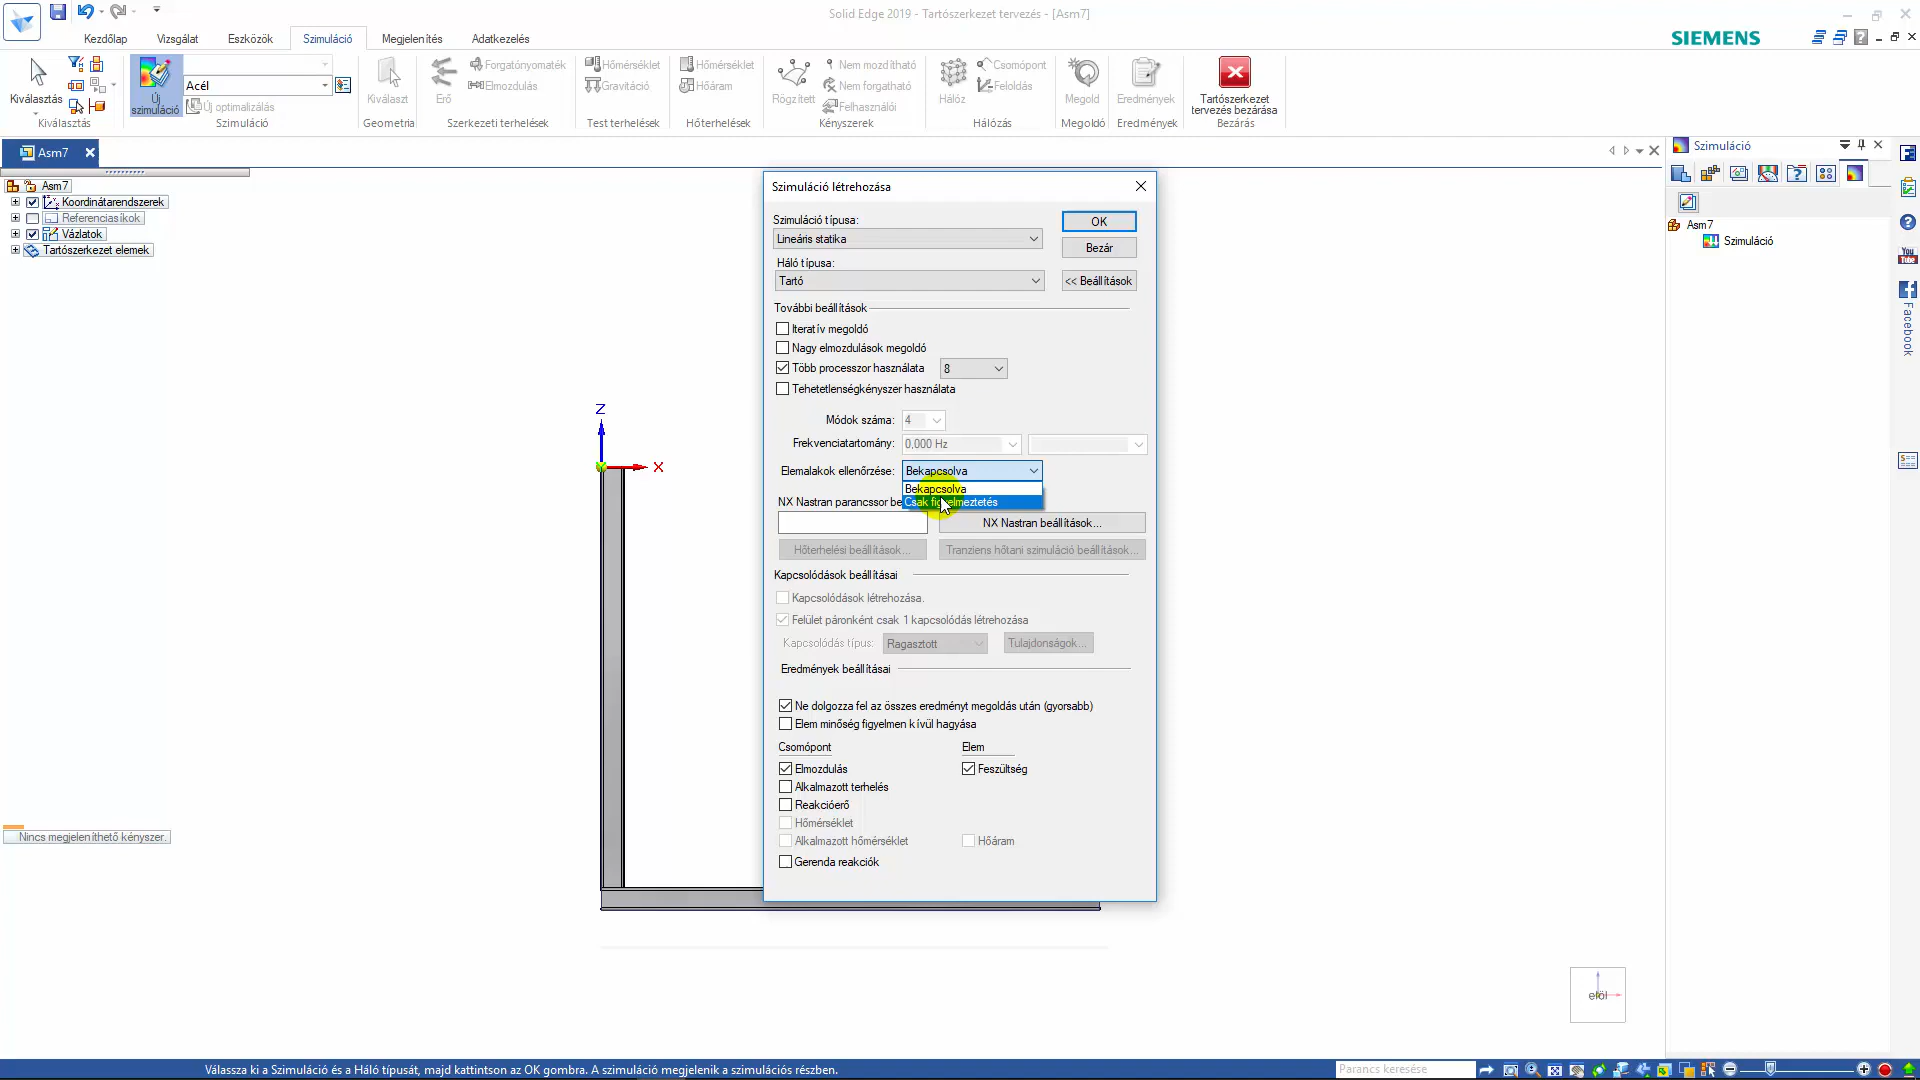 Solid Edge 2019 - Tartószerkezet tervezés - [Asm7]
Kezdőlap Vizsgálat Eszközök Szimuláció Megjelenítés Adatkezelés
SIEMENS
Kiválasztás
Új szimuláció
Acél
Új optimalizálás
Kiválaszt
Erő
Forgatónyomaték
Elmozdulás
Hőmérséklet
Gravitáció
Hőmérséklet
Hőáram
Rögzített
Nem mozdítható
Nem forgatható
Felhasználói
Háló
Csomópont
Feloldás
Megold
Eredmények
Tartószerkezet
tervezés bezárása
Kiválasztás Szimuláció Geometria Szerkezeti terhelések Test terhelések Hőterhelések Kényszerek Hálózás Megoldó Eredmények Bezárás
Asm7
Asm7
Koordinátarendszerek
Referenciasíkok
Vázlatok
Tartószerkezet elemek
Nincs megjeleníthető kényszer.
Z
X
Szimuláció létrehozása
Szimuláció típusa:
OK
Lineáris statika
Bezár
Háló típusa:
Tartó
<< Beállítások
További beállítások
Iteratív megoldó
Nagy elmozdulások megoldó
Több processzor használata 8
Tehetetlenségkényszer használata
Módok száma: 4
Frekvenciatartomány: 0,000 Hz
Elemalakok ellenőrzése: Bekapcsolva
Bekapcsolva
NX Nastran parancssor be
Csak figyelmeztetés
NX Nastran beállítások...
Hőterhelési beállítások...
Tranziens hőtani szimuláció beállítások...
Kapcsolódások beállításai
Kapcsolódások létrehozása.
Felület páronként csak 1 kapcsolódás létrehozása
Kapcsolódás típus: Ragasztott Tulajdonságok...
Eredmények beállításai
Ne dolgozza fel az összes eredményt megoldás után (gyorsabb)
Elem minőség figyelmen kívül hagyása
Csomópont Elem
Elmozdulás Feszültség
Alkalmazott terhelés
Reakcióerő
Hőmérséklet
Alkalmazott hőmérséklet Hőáram
Gerenda reakciók
Szimuláció
Asm7
Szimuláció
You
Tube
Facebook
elöl
Válassza ki a Szimuláció és a Háló típusát, majd kattintson az OK gombra. A szimuláció megjelenik a szimulációs részben.
Parancs keresése